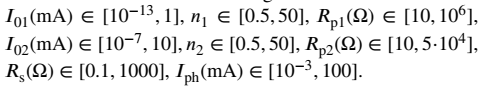 I₀₁(mA) ∈ [10⁻¹³, 1], n₁ ∈ [0.5, 50], Rₚ₁(Ω) ∈ [10, 10⁶],
I₀₂(mA) ∈ [10⁻⁷, 10], n₂ ∈ [0.5, 50], Rₚ₂(Ω) ∈ [10, 5·10⁴],
Rₛ(Ω) ∈ [0.1, 1000], Iₚₕ(mA) ∈ [10⁻³, 100].